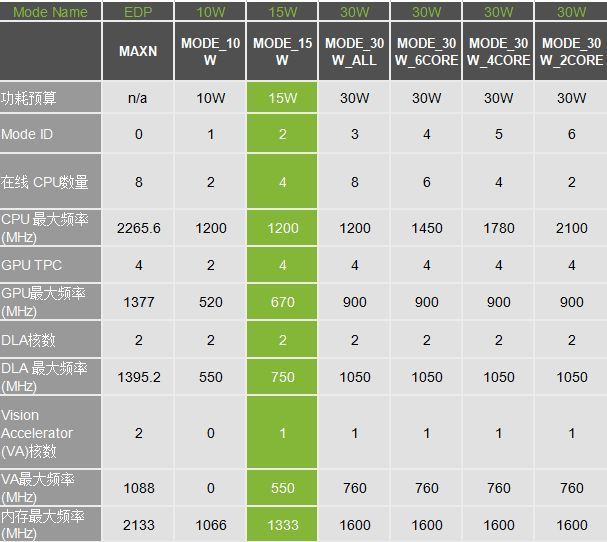 Mode Name EDP 10W 15W 30W 30W 30W 30W
MAXN MODE_10W MODE_15W MODE_30W_ALL MODE_30W_6CORE MODE_30W_4CORE MODE_30W_2CORE
功耗预算 n/a 10W 15W 30W 30W 30W 30W
Mode ID 0 1 2 3 4 5 6
在线 CPU数量 8 2 4 8 6 4 2
CPU 最大频率(MHz) 2265.6 1200 1200 1200 1450 1780 2100
GPU TPC 4 2 4 4 4 4 4
GPU最大频率(MHz) 1377 520 670 900 900 900 900
DLA核数 2 2 2 2 2 2 2
DLA 最大频率(MHz) 1395.2 550 750 1050 1050 1050 1050
Vision Accelerator (VA)核数 2 0 1 1 1 1 1
VA最大频率(MHz) 1088 0 550 760 760 760 760
内存最大频率(MHz) 2133 1066 1333 1600 1600 1600 1600